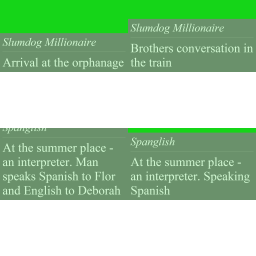 Slumdog Millionaire
Arrival at the orphanage
Slumdog Millionaire
Brothers conversation in
the train
Spanglish
At the summer place -
an interpreter. Man
speaks Spanish to Flor
and English to Deborah
Spanglish
At the summer place -
an interpreter. Speaking
Spanish